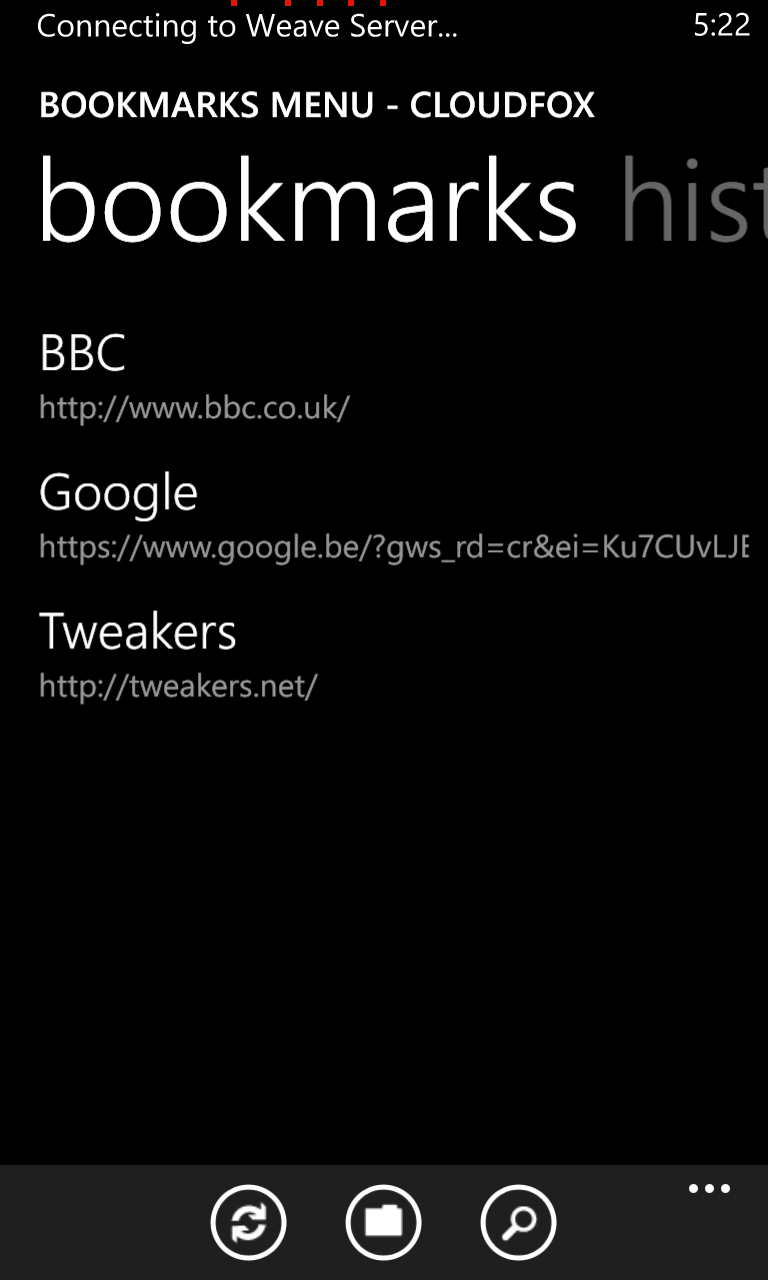 Connecting to Weave Server... 5:22
BOOKMARKS MENU - CLOUDFOX
bookmarks hist
BBC
http://www.bbc.co.uk/
Google
https://www.google.be/?gws_rd=cr&ei=Ku7CUvLJE
Tweakers
http://tweakers.net/